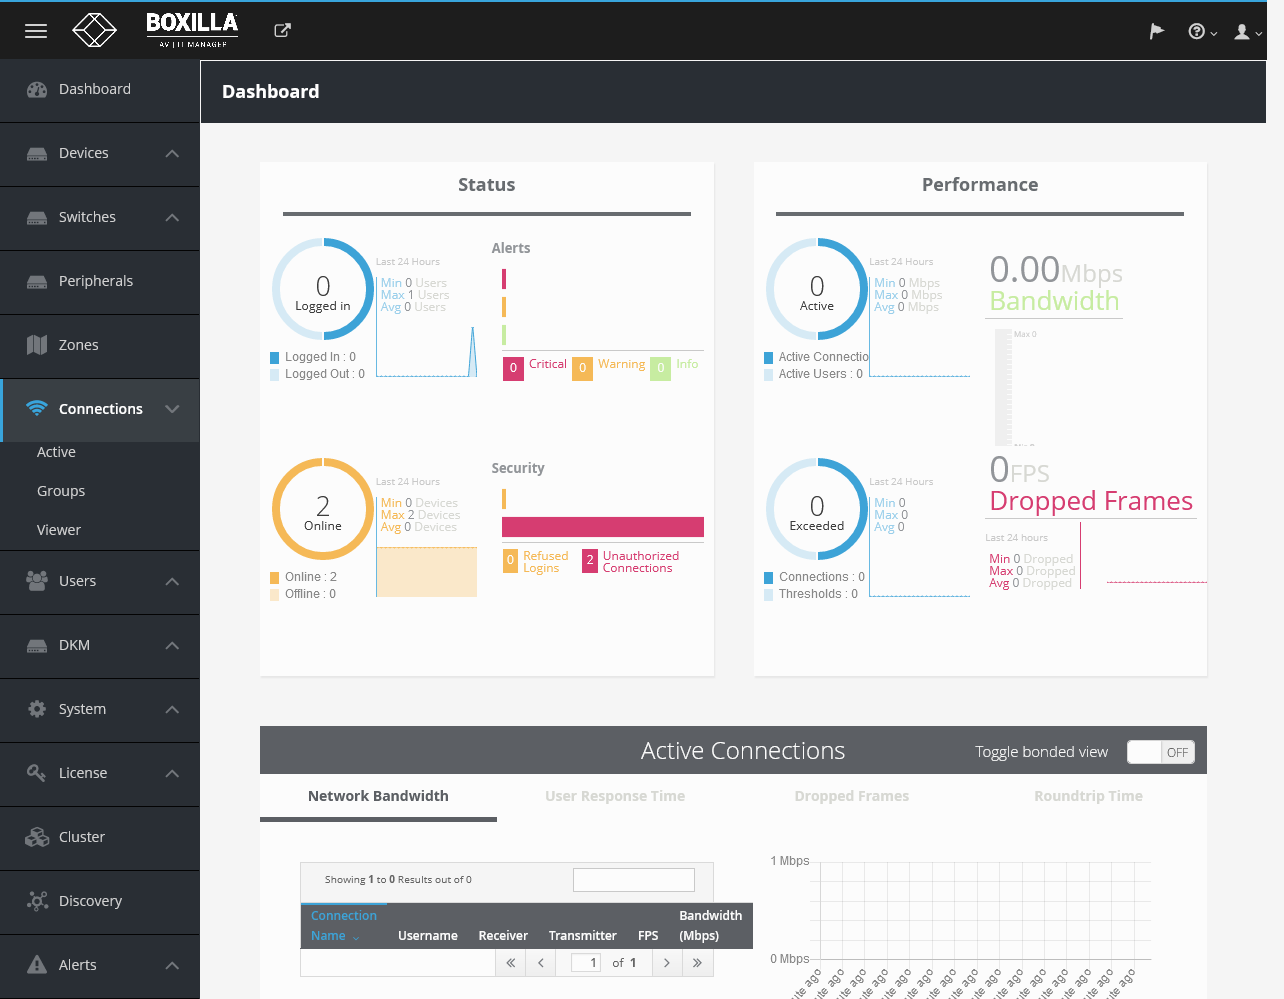 BOXILLA
AV | IT MANAGER
Dashboard
Devices
Switches
Peripherals
Zones
Connections
Active
Groups
Viewer
Users
DKM
System
License
Cluster
Discovery
Alerts
Dashboard
Status
0
Logged in
Last 24 Hours
Min 0 Users
Max 1 Users
Avg 0 Users
Logged In : 0
Logged Out : 0
Alerts
0 Critical 0 Warning 0 Info
2
Online
Last 24 Hours
Min 0 Devices
Max 2 Devices
Avg 0 Devices
Online : 2
Offline : 0
Security
0 Refused Logins
2 Unauthorized Connections
Performance
0
Active
Last 24 Hours
Min 0 Mbps
Max 0 Mbps
Avg 0 Mbps
Active Connectio
Active Users : 0
0.00Mbps
Bandwidth
Max 0
0
Exceeded
Last 24 Hours
Min 0
Max 0
Avg 0
Connections : 0
Thresholds : 0
0FPS
Dropped Frames
Last 24 hours
Min 0 Dropped
Max 0 Dropped
Avg 0 Dropped
Active Connections
Toggle bonded view OFF
Network Bandwidth User Response Time Dropped Frames Roundtrip Time
Showing 1 to 0 Results out of 0
Connection Name Username Receiver Transmitter FPS Bandwidth (Mbps)
1 of 1
1 Mbps
0 Mbps